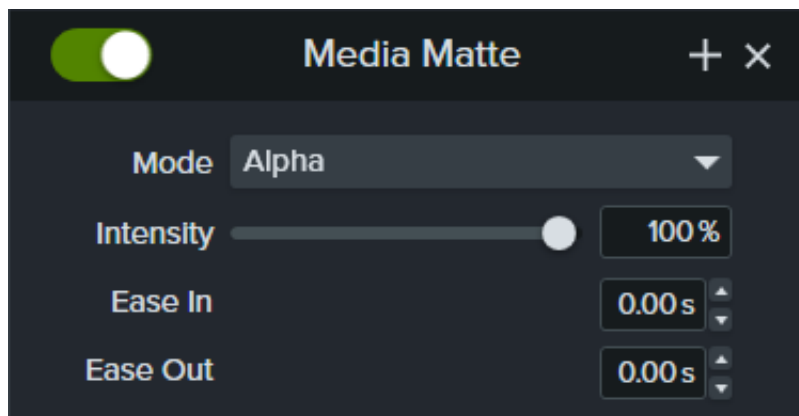 Media Matte
Mode Alpha
Intensity 100%
Ease In 0.00s
Ease Out 0.00s